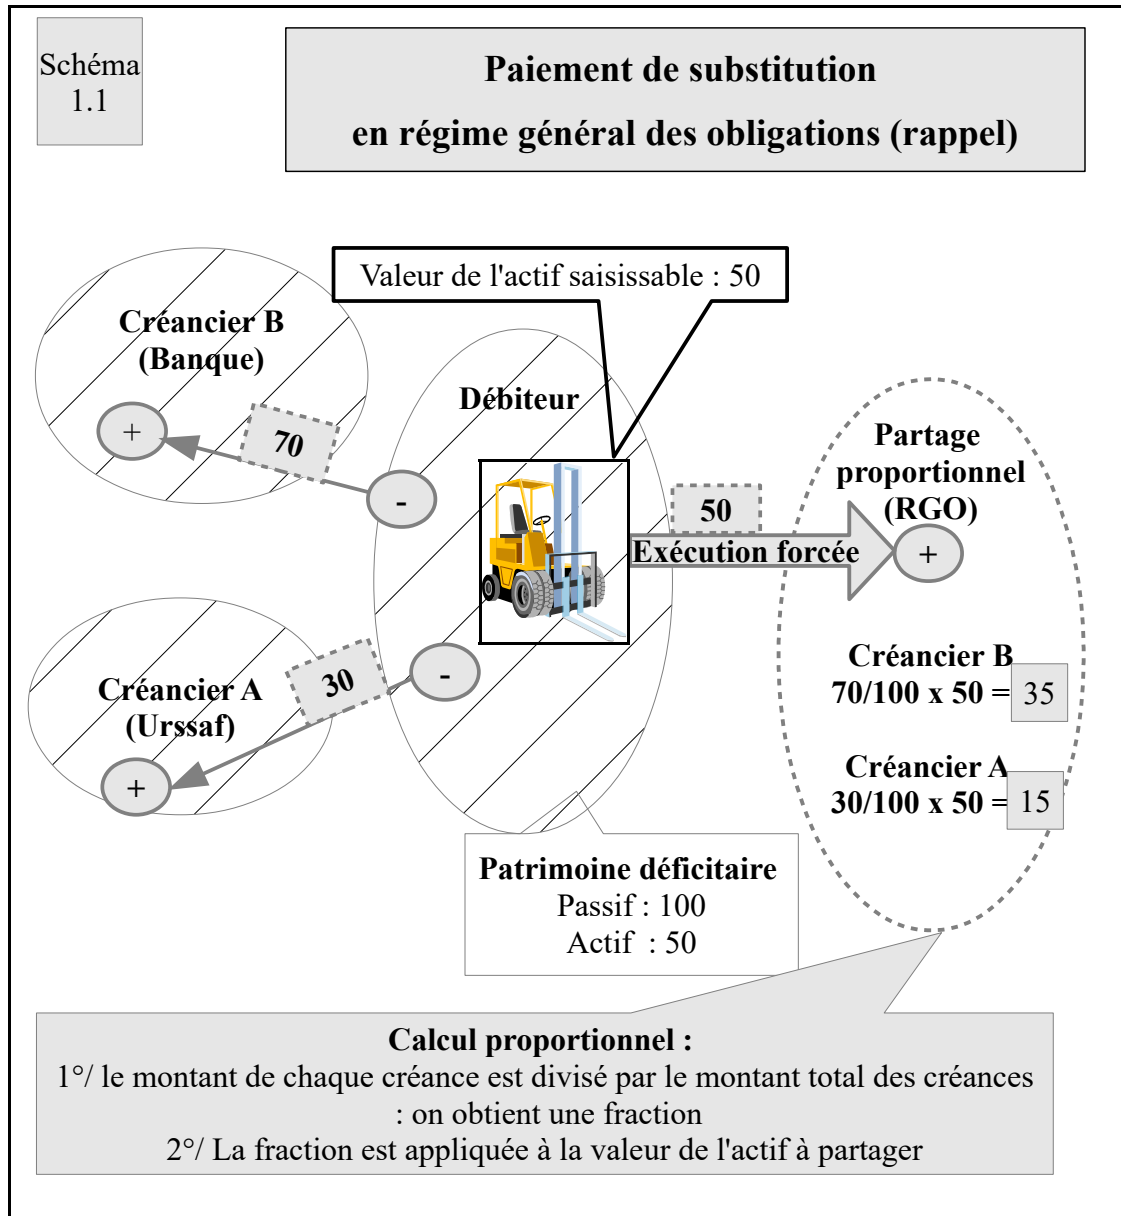 Schéma
1.1
Paiement de substitution
en régime général des obligations (rappel)
Valeur de l'actif saisissable : 50
Créancier B
(Banque)
+
70
-
Débiteur
50
Exécution forcée
Partage
proportionnel
(RGO)
+
Créancier A
(Urssaf)
+
30
-
Créancier B
70/100 x 50 = 35
Créancier A
30/100 x 50 = 15
Patrimoine déficitaire
Passif : 100
Actif : 50
Calcul proportionnel :
1°/ le montant de chaque créance est divisé par le montant total des créances
: on obtient une fraction
2°/ La fraction est appliquée à la valeur de l'actif à partager